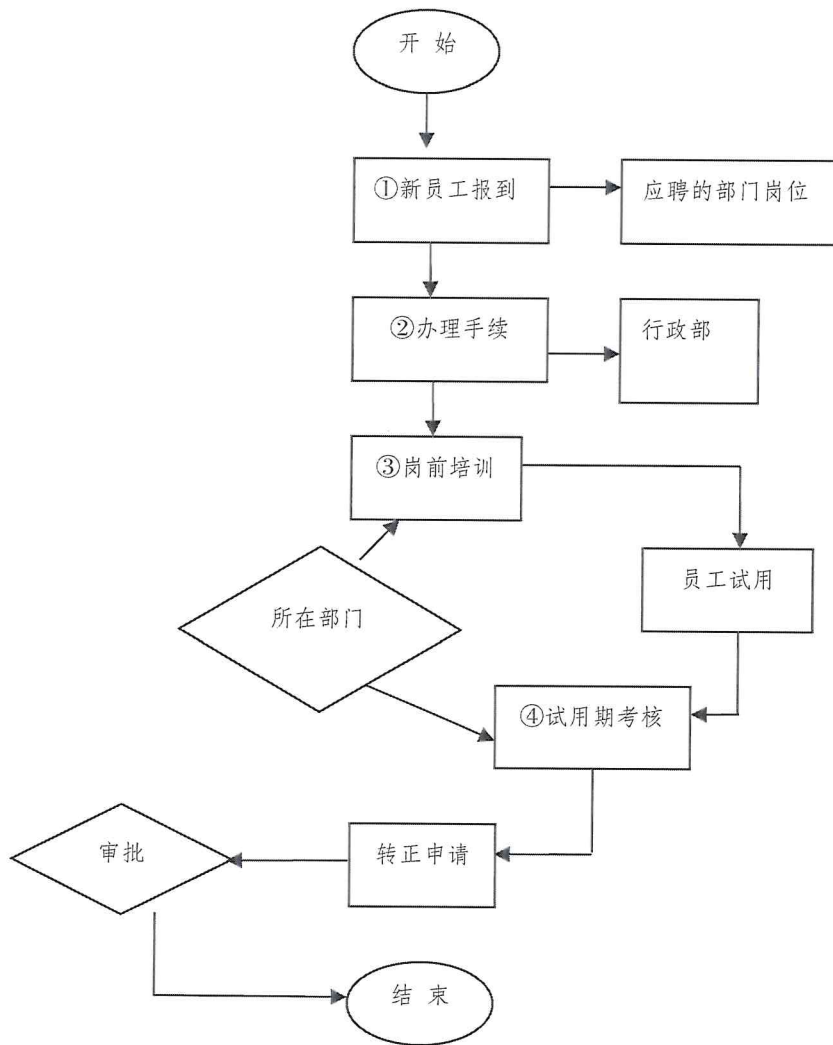 开 始
①新员工报到
应聘的部门岗位
②办理手续
行政部
③岗前培训
员工试用
所在部门
④试用期考核
审批
转正申请
结 束